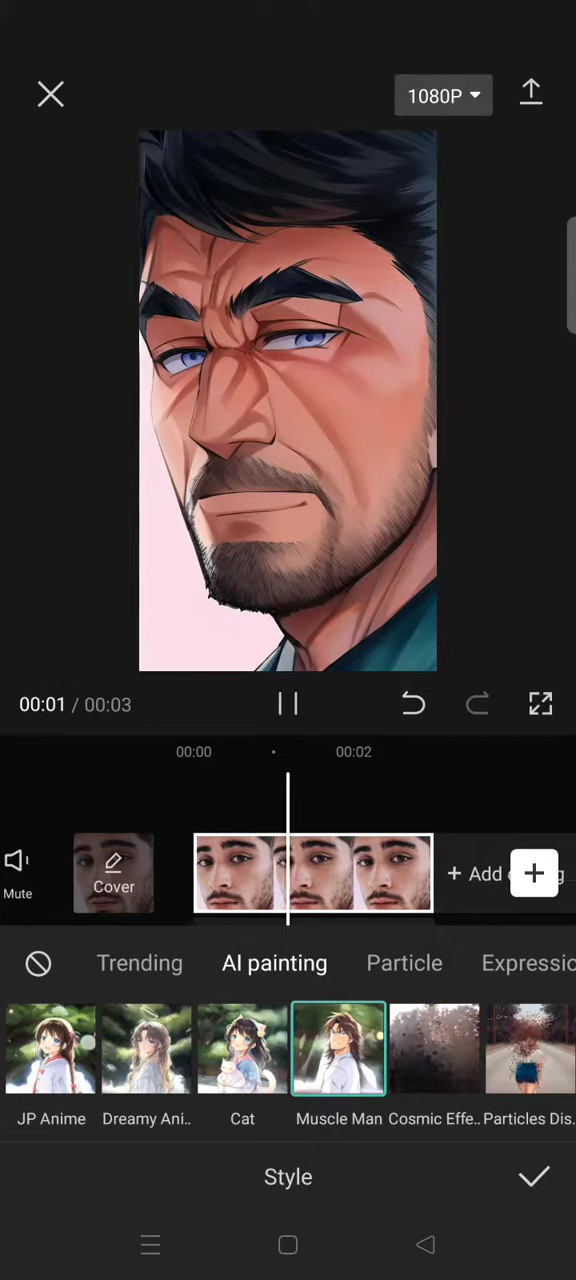 1080P
00:01 / 00:03
00:00
00:02
Mute
Cover
+ Add
Trending
AI painting
Particle
Expressio
JP Anime
Dreamy Ani..
Cat
Muscle Man
Cosmic Effe..
Particles Dis.
Style